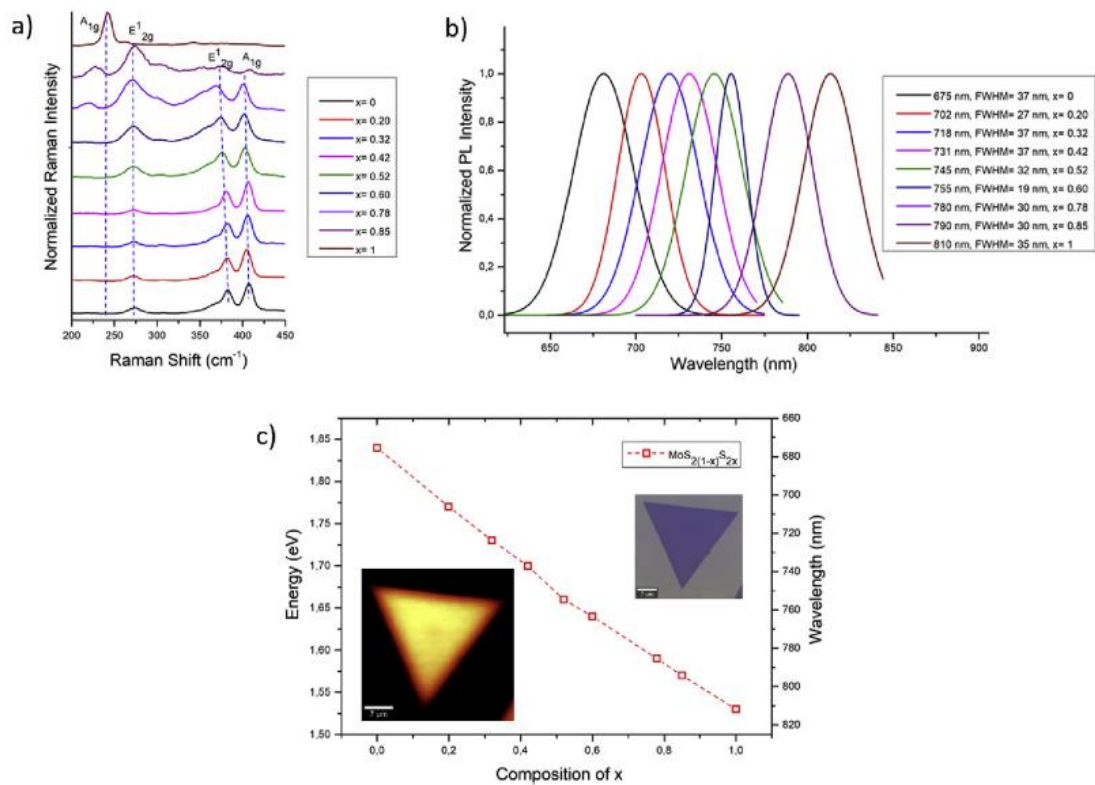 a)
A1g
E¹2g
E¹2g
A1g
Normalized Raman Intensity
200 250 300 350 400 450
Raman Shift (cm⁻¹)
x= 0
x= 0.20
x= 0.32
x= 0.42
x= 0.52
x= 0.60
x= 0.78
x= 0.85
x= 1
b)
Normalized PL Intensity
1,0
0,8
0,6
0,4
0,2
0,0
650 700 750 800 850 900
Wavelength (nm)
675 nm, FWHM= 37 nm, x= 0
702 nm, FWHM= 27 nm, x= 0.20
718 nm, FWHM= 37 nm, x= 0.32
731 nm, FWHM= 37 nm, x= 0.42
745 nm, FWHM= 32 nm, x= 0.52
755 nm, FWHM= 19 nm, x= 0.60
780 nm, FWHM= 30 nm, x= 0.78
790 nm, FWHM= 30 nm, x= 0.85
810 nm, FWHM= 35 nm, x= 1
c)
Energy (eV)
1,85
1,80
1,75
1,70
1,65
1,60
1,55
1,50
0,0 0,2 0,4 0,6 0,8 1,0
Composition of x
MoS2(1-x)S2x
7 µm
660
680
700
720
740
760
780
800
820
Wavelength (nm)